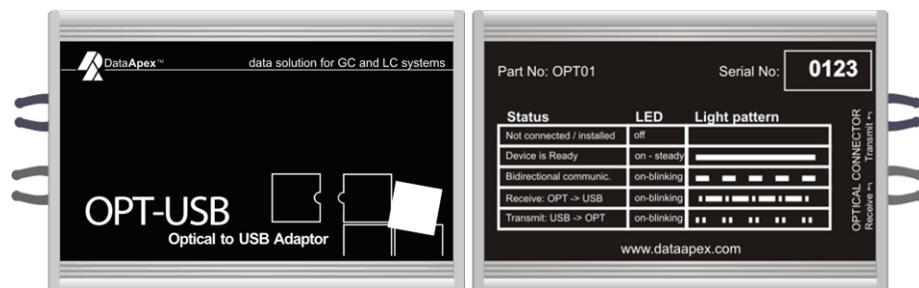 DataApex™ data solution for GC and LC systems
OPT-USB
Optical to USB Adaptor
Part No: OPT01 Serial No: 0123
Status LED Light pattern
Not connected / installed off
Device is Ready on - steady
Bidirectional communic. on-blinking
Receive: OPT -> USB on-blinking
Transmit: USB -> OPT on-blinking
OPTICAL CONNECTOR
Receive ↰ Transmit ↰
www.dataapex.com